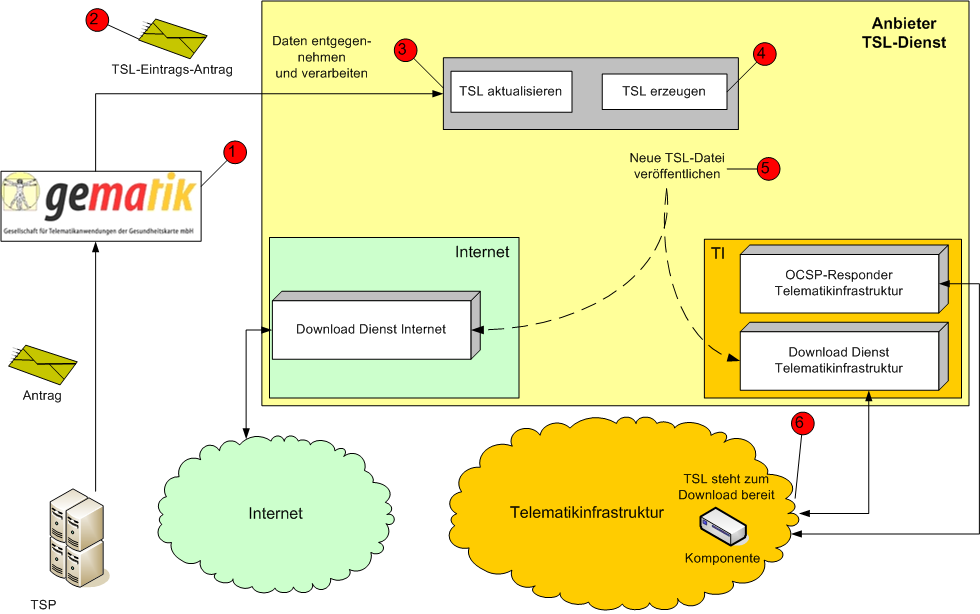 2
TSL-Eintrags-Antrag
Anbieter
TSL-Dienst
Daten entgegen-
nehmen
und verarbeiten
3
4
TSL aktualisieren
TSL erzeugen
1
gematik
Gesellschaft für Telematikanwendungen der Gesundheitskarte mbH
Neue TSL-Datei
veröffentlichen
5
Internet
Download Dienst Internet
TI
OCSP-Responder
Telematikinfrastruktur
Download Dienst
Telematikinfrastruktur
Antrag
6
TSL steht zum
Download bereit
Internet
Telematikinfrastruktur
Komponente
TSP